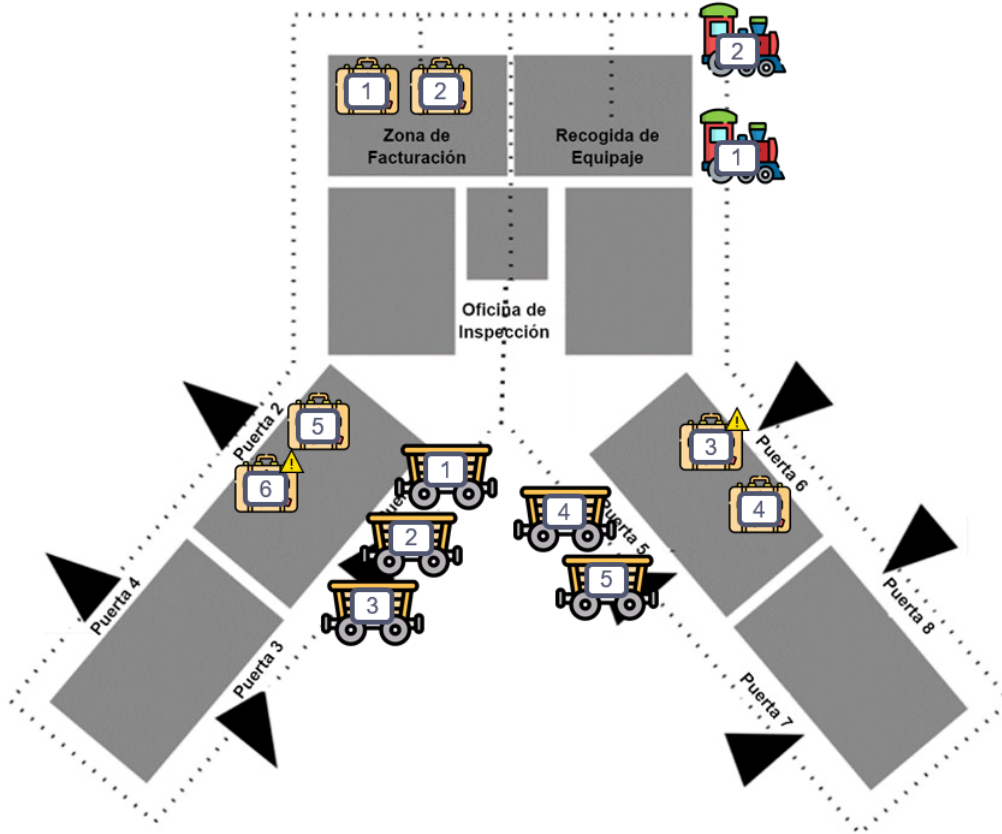 2
1
2
1
Zona de
Facturación
Recogida de
Equipaje
Oficina de
Inspección
Puerta 2
5
6
3
4
Puerta 6
1
2
3
4
5
Puerta 5
Puerta 4
Puerta 3
Puerta 8
Puerta 7